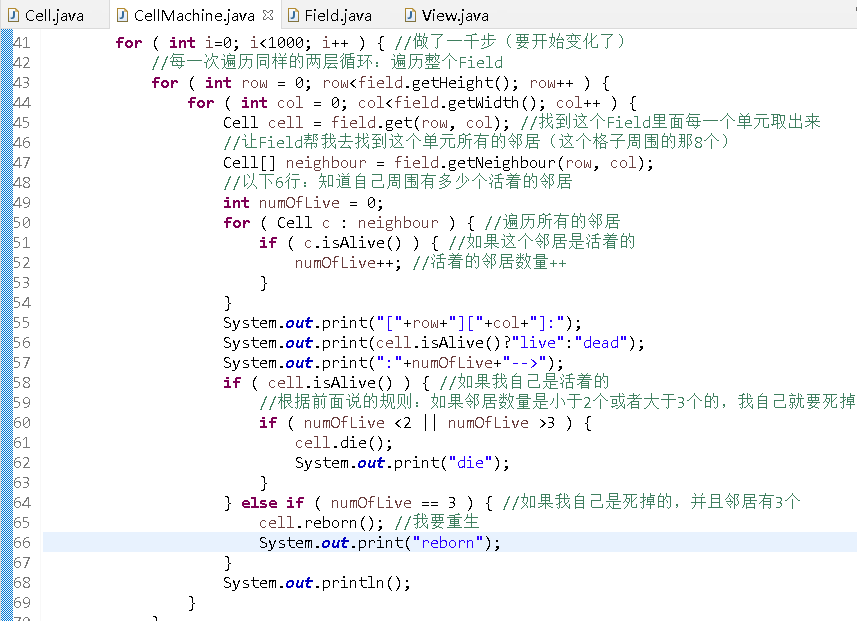 Cell.java CellMachine.java Field.java View.java
41 for ( int i=0; i<1000; i++ ) { //做了一千步（要开始变化了）
42 //每一次遍历同样的两层循环：遍历整个Field
43 for ( int row = 0; row<field.getHeight(); row++ ) {
44 for ( int col = 0; col<field.getWidth(); col++ ) {
45 Cell cell = field.get(row, col); //找到这个Field里面每一个单元取出来
46 //让Field帮我去找到这个单元所有的邻居（这个格子周围的那8个）
47 Cell[] neighbour = field.getNeighbour(row, col);
48 //以下6行：知道自己周围有多少个活着的邻居
49 int numOfLive = 0;
50 for ( Cell c : neighbour ) { //遍历所有的邻居
51 if ( c.isAlive() ) { //如果这个邻居是活着的
52 numOfLive++; //活着的邻居数量++
53 }
54 }
55 System.out.print("["+row+"]["+col+"]:");
56 System.out.print(cell.isAlive()?"live":"dead");
57 System.out.print(":"+numOfLive+"-->");
58 if ( cell.isAlive() ) { //如果我自己是活着的
59 //根据前面说的规则：如果邻居数量是小于2个或者大于3个的，我自己就要死掉
60 if ( numOfLive <2 || numOfLive >3 ) {
61 cell.die();
62 System.out.print("die");
63 }
64 } else if ( numOfLive == 3 ) { //如果我自己是死掉的，并且邻居有3个
65 cell.reborn(); //我要重生
66 System.out.print("reborn");
67 }
68 System.out.println();
69 }